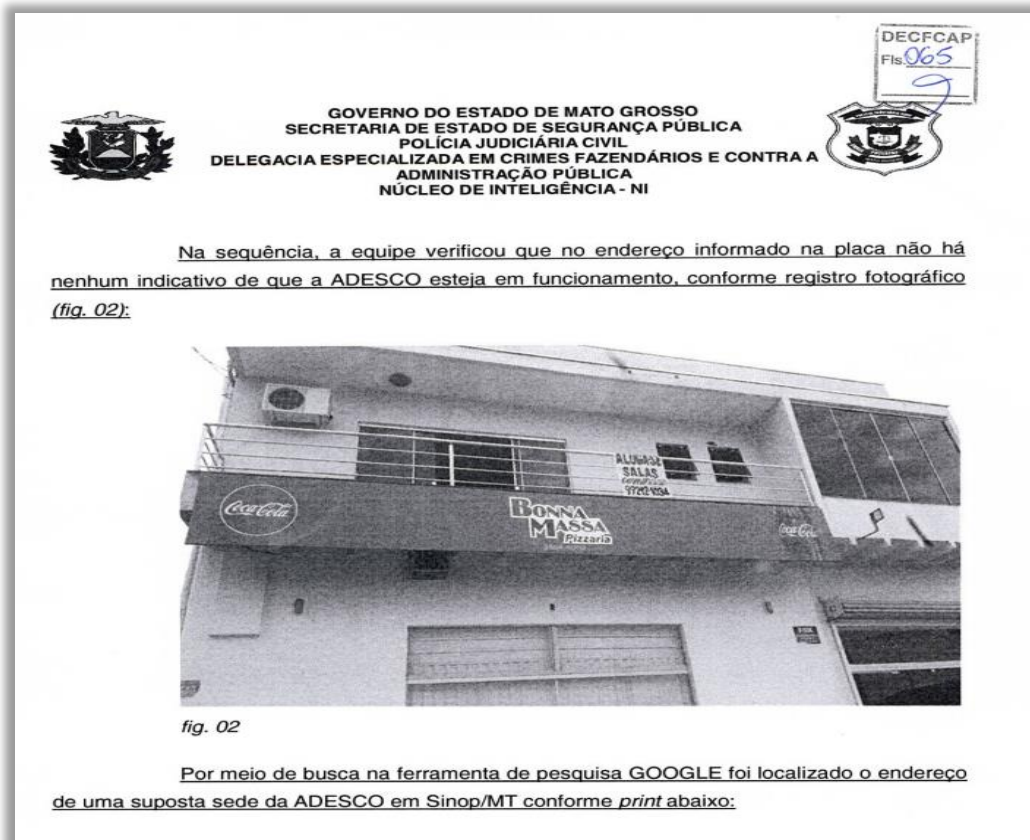 DECFCAP
Fls. 065
GOVERNO DO ESTADO DE MATO GROSSO
SECRETARIA DE ESTADO DE SEGURANÇA PÚBLICA
POLÍCIA JUDICIÁRIA CIVIL
DELEGACIA ESPECIALIZADA EM CRIMES FAZENDÁRIOS E CONTRA A
ADMINISTRAÇÃO PÚBLICA
NÚCLEO DE INTELIGÊNCIA - NI
Na sequência, a equipe verificou que no endereço informado na placa não há
nenhum indicativo de que a ADESCO esteja em funcionamento, conforme registro fotográfico
(fig. 02):
ALUGA-SE
SALAS
99212 1034
Coca-Cola
BONNA
MASSA
Pizzaria
Coca-Cola
fig. 02
Por meio de busca na ferramenta de pesquisa GOOGLE foi localizado o endereço
de uma suposta sede da ADESCO em Sinop/MT conforme print abaixo: